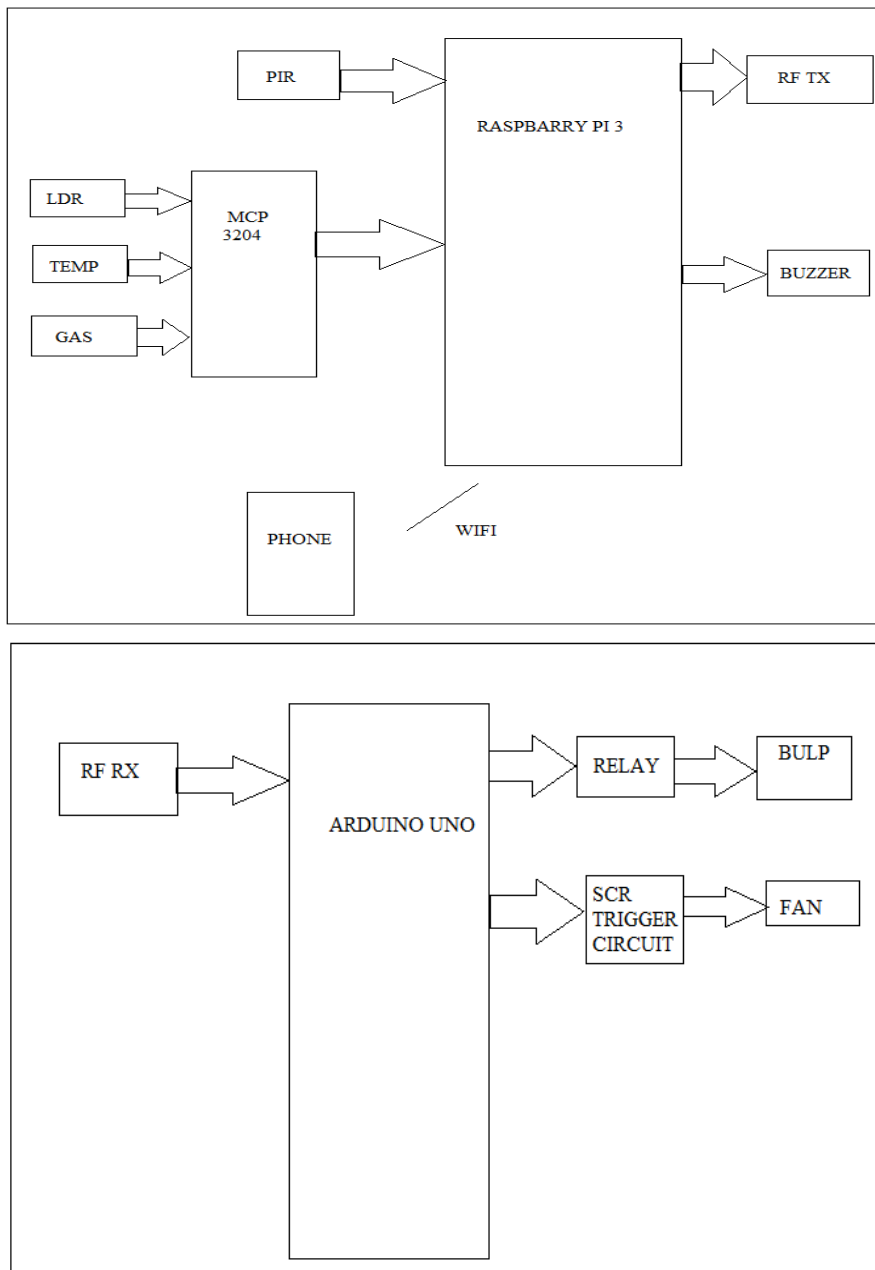 PIR
RF TX
RASPBARRY PI 3
LDR
MCP
3204
TEMP
BUZZER
GAS
PHONE
WIFI
RF RX
RELAY
BULP
ARDUINO UNO
SCR
TRIGGER
CIRCUIT
FAN